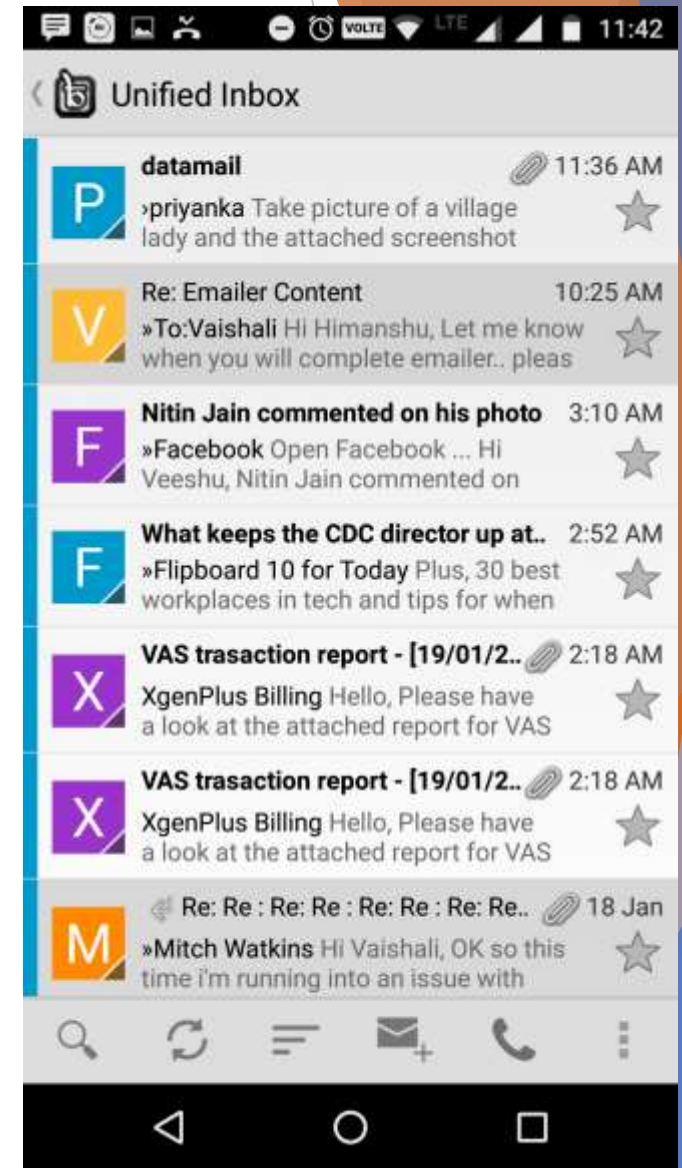 VOLTE LTE 11:42
Unified Inbox
P datamail 11:36 AM
›priyanka Take picture of a village
lady and the attached screenshot
V Re: Emailer Content 10:25 AM
»To:Vaishali Hi Himanshu, Let me know
when you will complete emailer.. pleas
F Nitin Jain commented on his photo 3:10 AM
»Facebook Open Facebook ... Hi
Veeshu, Nitin Jain commented on
F What keeps the CDC director up at.. 2:52 AM
»Flipboard 10 for Today Plus, 30 best
workplaces in tech and tips for when
X VAS trasaction report - [19/01/2.. 2:18 AM
XgenPlus Billing Hello, Please have
a look at the attached report for VAS
X VAS trasaction report - [19/01/2.. 2:18 AM
XgenPlus Billing Hello, Please have
a look at the attached report for VAS
M Re: Re : Re: Re : Re: Re : Re: Re.. 18 Jan
»Mitch Watkins Hi Vaishali, OK so this
time i'm running into an issue with